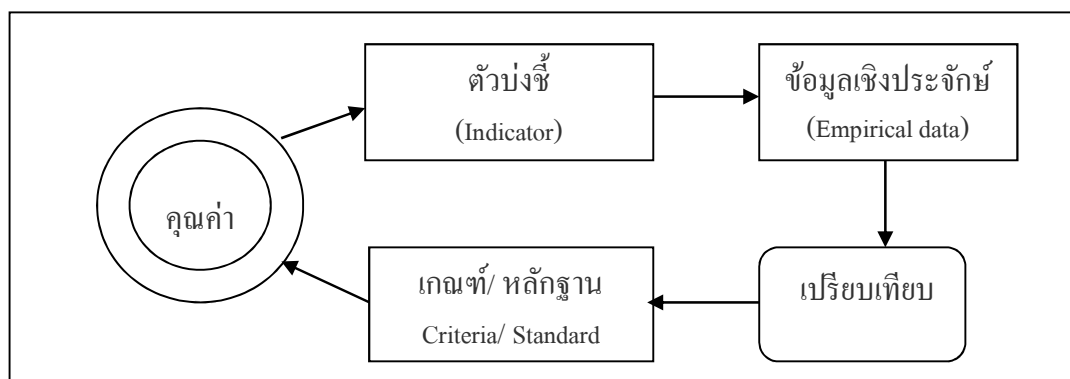 ตัวบ่งชี้
(Indicator)
ข้อมูลเชิงประจักษ์
(Empirical data)
คุณค่า
เกณฑ์/ หลักฐาน
Criteria/ Standard
เปรียบเทียบ